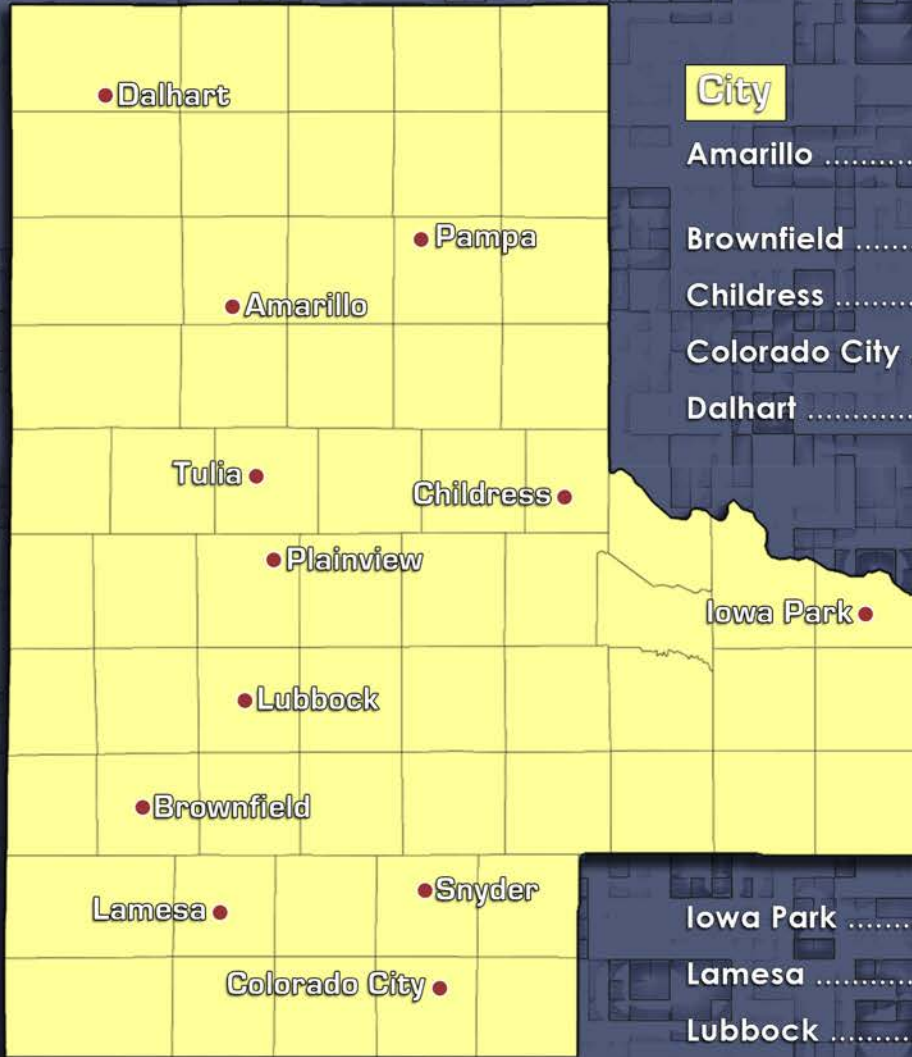 Dalhart
Pampa
Amarillo
Tulia
Childress
Plainview
Iowa Park
Lubbock
Brownfield
Lamesa
Snyder
Colorado City
City
Amarillo ..........
Brownfield ......
Childress ........
Colorado City
Dalhart ...........
Iowa Park .......
Lamesa ..........
Lubbock .........